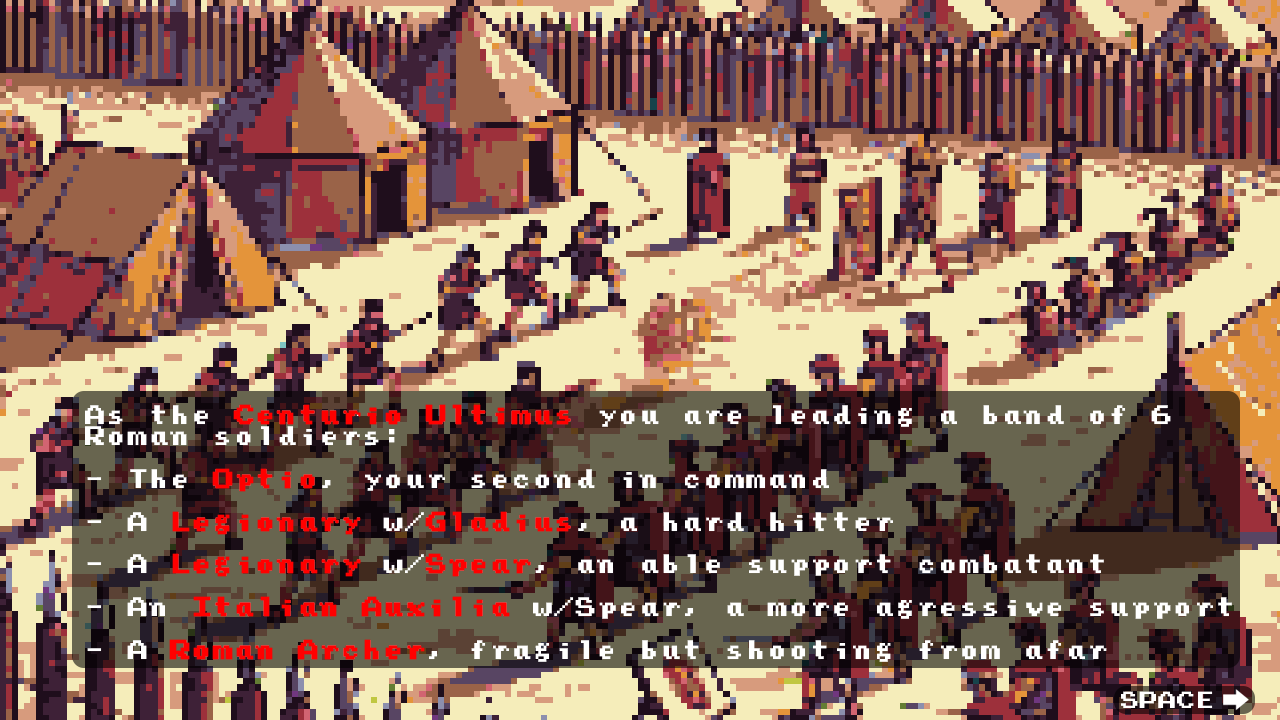 As the Centurio Ultimus you are leading a band of 6
Roman soldiers:
- The Optio, your second in command
- A Legionary w/Gladius, a hard hitter
- A Legionary w/Spear, an able support combatant
- An Italian Auxilia w/Spear, a more agressive support
- A Roman Archer, fragile but shooting from afar
SPACE